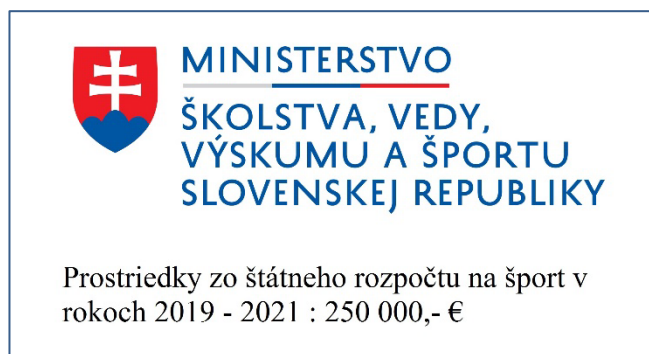 MINISTERSTVO
ŠKOLSTVA, VEDY,
VÝSKUMU A ŠPORTU
SLOVENSKEJ REPUBLIKY
Prostriedky zo štátneho rozpočtu na šport v
rokoch 2019 - 2021 : 250 000,- €